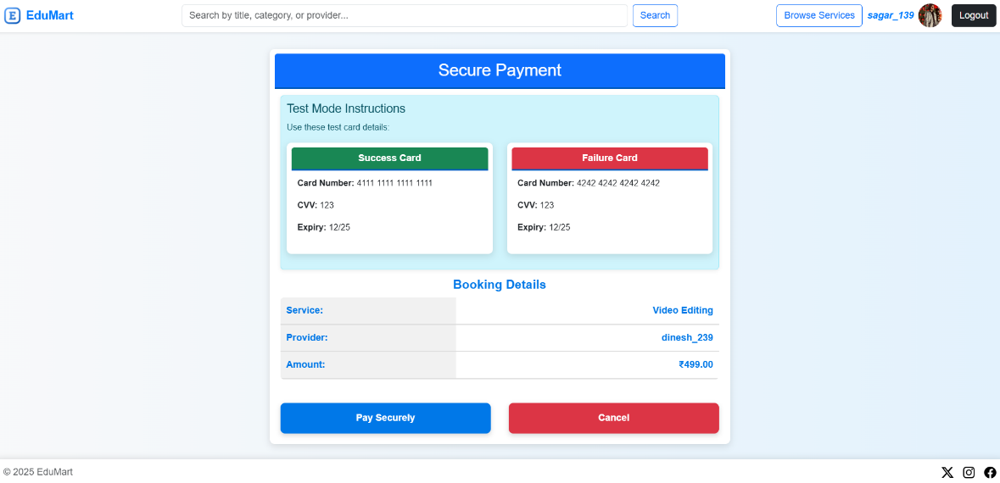 E EduMart
Search by title, category, or provider...
Search
Browse Services
sagar_139
Logout
Secure Payment
Test Mode Instructions
Use these test card details:
Success Card
Card Number: 4111 1111 1111 1111
CVV: 123
Expiry: 12/25
Failure Card
Card Number: 4242 4242 4242 4242
CVV: 123
Expiry: 12/25
Booking Details
Service: Video Editing
Provider: dinesh_239
Amount: ₹499.00
Pay Securely
Cancel
© 2025 EduMart